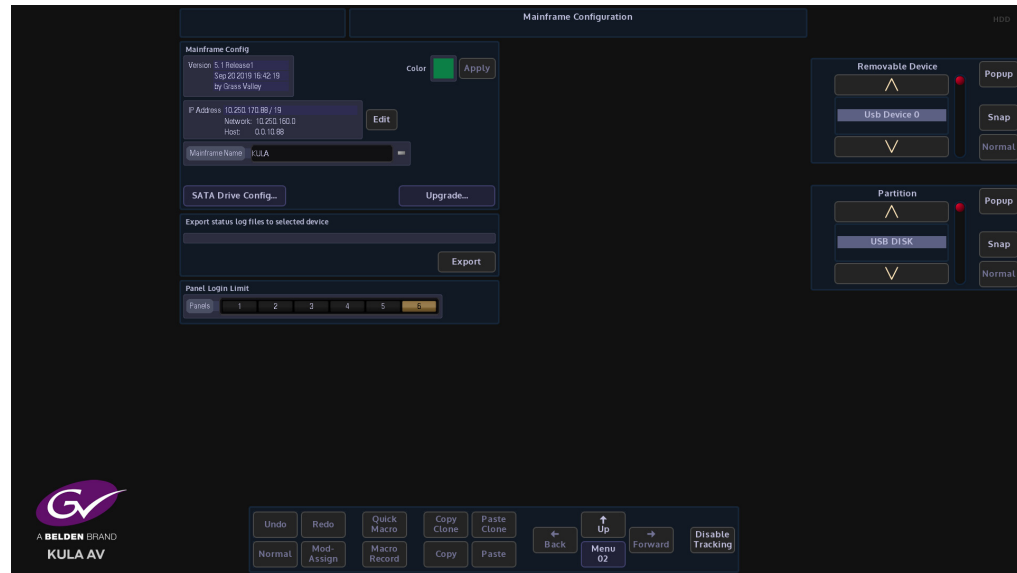 Mainframe Configuration
HDD
Mainframe Config
Version 5.1 Release1
Sep 20 2019 16:42:19
by Grass Valley
Color
Apply
IP Address 10.250.170.88 / 19
Network: 10.250.160.0
Host: 0.0.10.88
Edit
Mainframe Name KULA
SATA Drive Config...
Upgrade...
Export status log files to selected device
Export
Panel Login Limit
Panels 1 2 3 4 5 6
Removable Device
Usb Device 0
Popup
Snap
Normal
Partition
USB DISK
Popup
Snap
Normal
GV
A BELDEN BRAND
KULA AV
Undo
Redo
Quick
Macro
Copy
Clone
Paste
Clone
Normal
Mod-
Assign
Macro
Record
Copy
Paste
Back
Up
Menu
02
Forward
Disable
Tracking